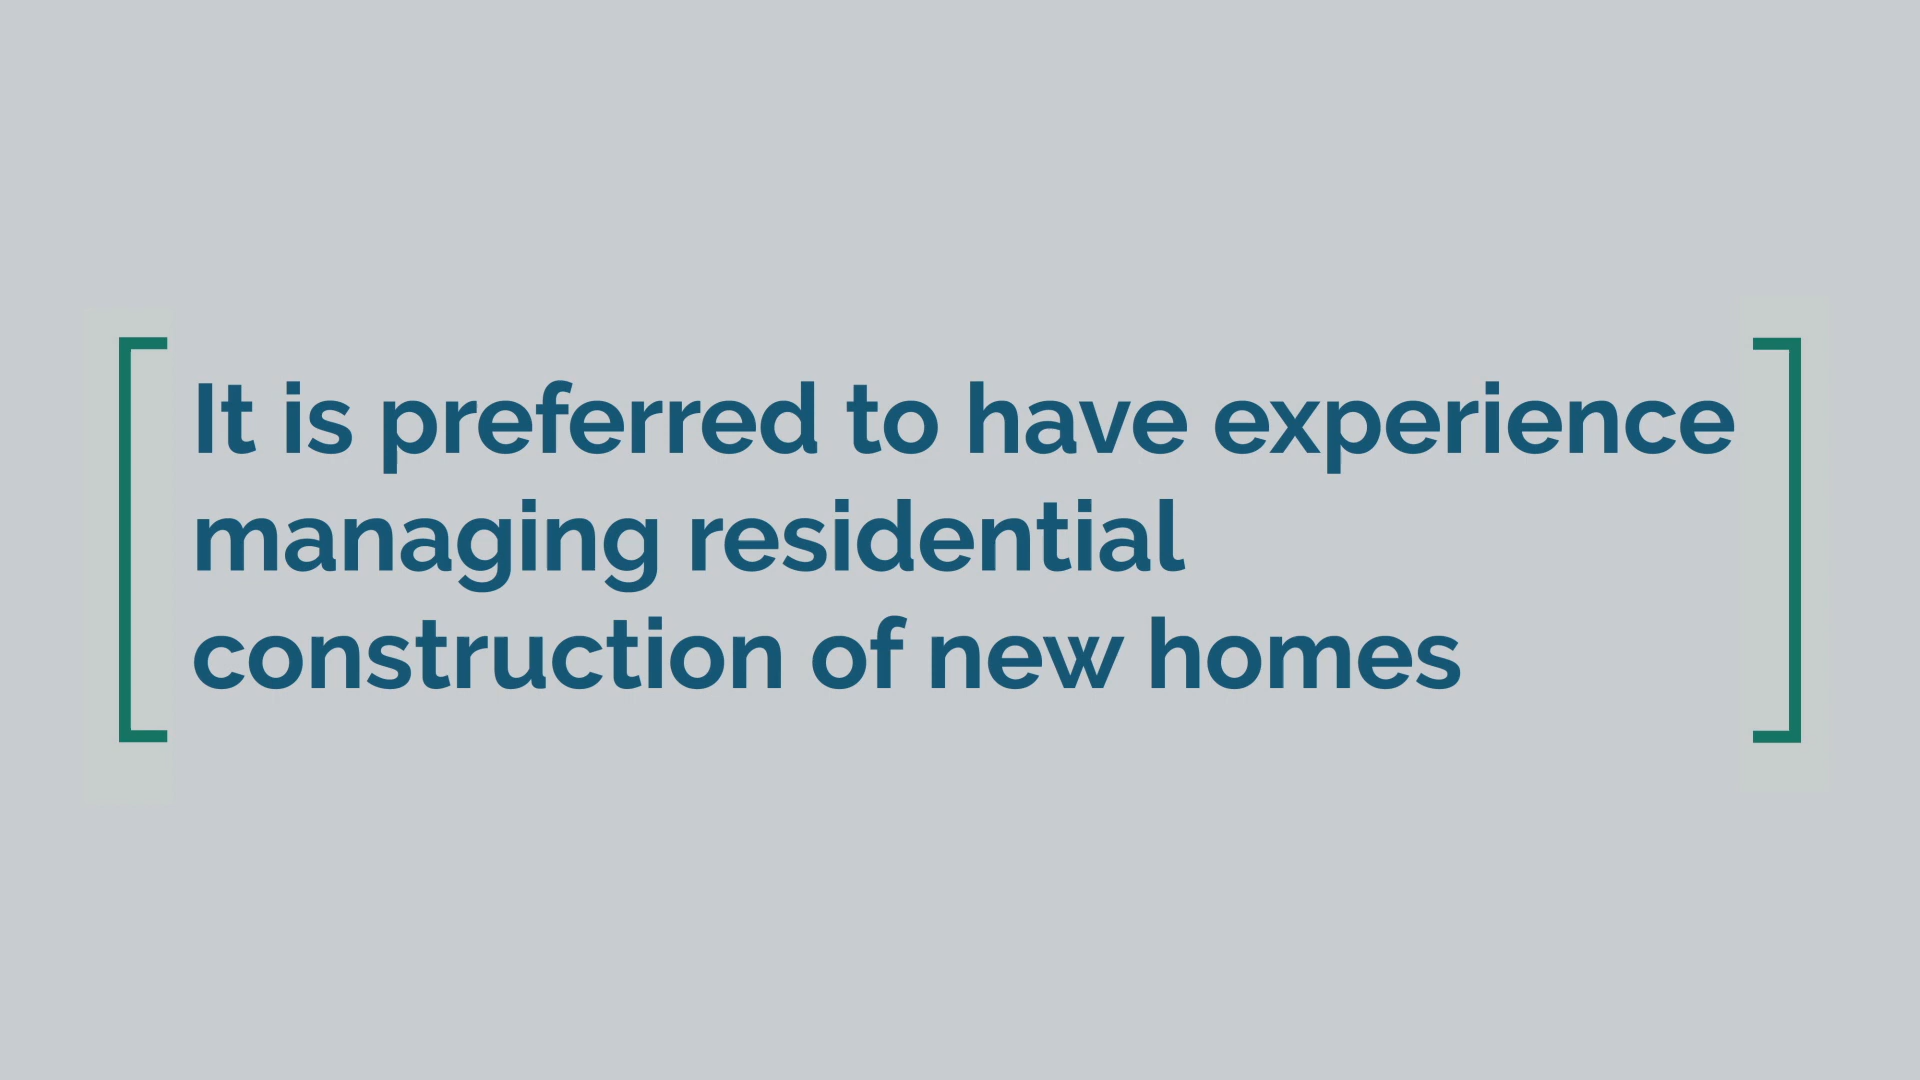 It is preferred to have experience
managing residential
construction of new homes